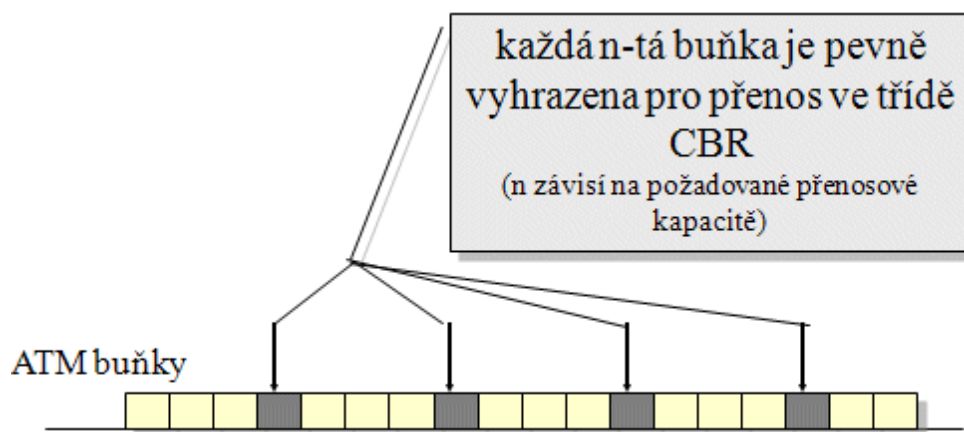 každá n-tá buňka je pevně
vyhrazena pro přenos ve třídě
CBR
(n závisí na požadované přenosové
kapacitě)
ATM buňky